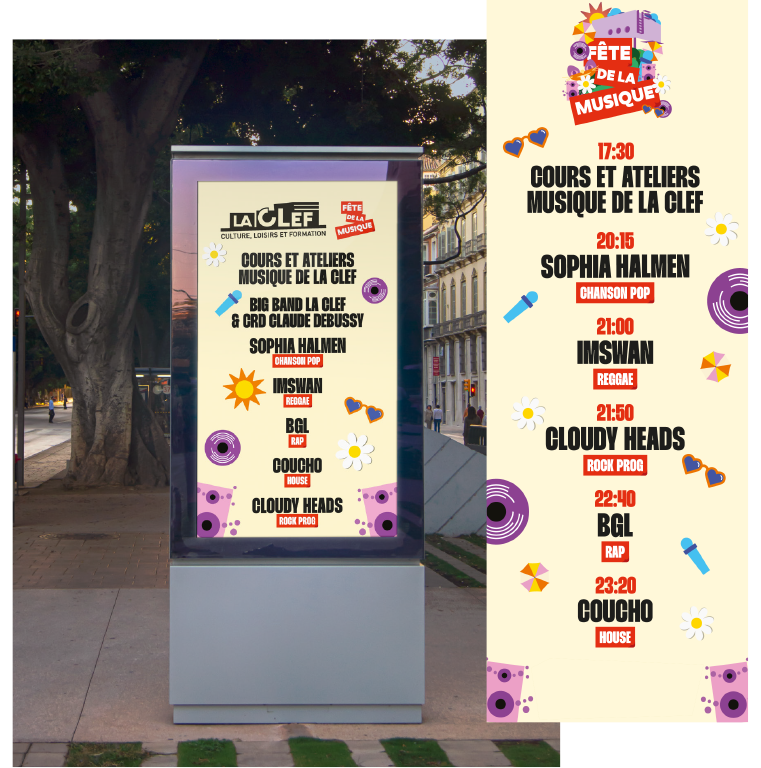 LA CLEF
CULTURE, LOISIRS ET FORMATION
FÊTE
DE LA
MUSIQUE
COURS ET ATELIERS
MUSIQUE DE LA CLEF
BIG BAND LA CLEF
& CRD CLAUDE DEBUSSY
SOPHIA HALMEN
CHANSON POP
IMSWAN
REGGAE
BGL
RAP
COUCHO
HOUSE
CLOUDY HEADS
ROCK PROG
FÊTE
DE LA
MUSIQUE
17:30
COURS ET ATELIERS
MUSIQUE DE LA CLEF
20:15
SOPHIA HALMEN
CHANSON POP
21:00
IMSWAN
REGGAE
21:50
CLOUDY HEADS
ROCK PROG
22:40
BGL
RAP
23:20
COUCHO
HOUSE